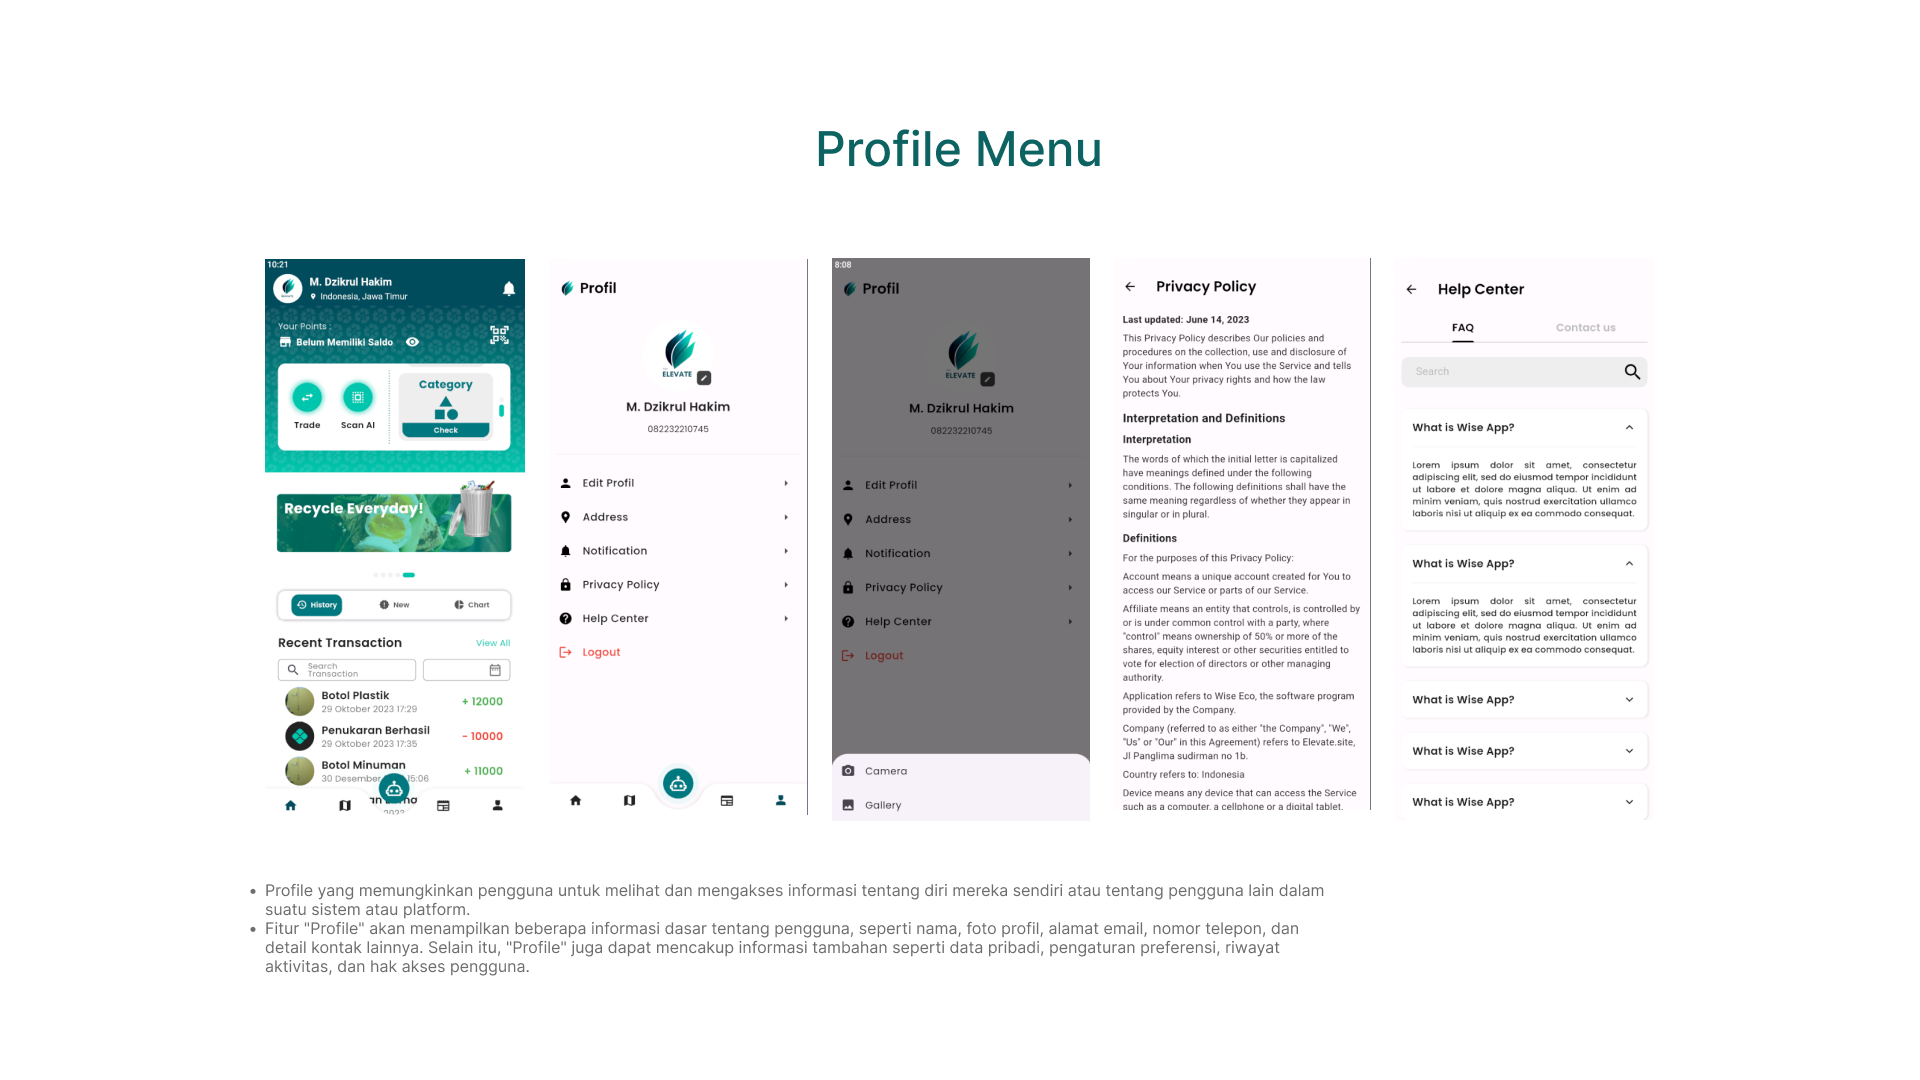 Profile Menu
10:21
M. Dzikrul Hakim
Indonesia, Jawa Timur
Your Points :
Belum Memiliki Saldo
Trade
Scan AI
Category
Check
Recycle Everyday!
History
New
Chart
Recent Transaction
View All
Search
Transaction
Botol Plastik
29 Oktober 2023 17:29
+ 12000
Penukaran Berhasil
29 Oktober 2023 17:35
- 10000
Botol Minuman
30 Desember 15:06
+ 11000
Profil
ELEVATE
M. Dzikrul Hakim
082232210745
Edit Profil
Address
Notification
Privacy Policy
Help Center
Logout
8:08
Profil
ELEVATE
M. Dzikrul Hakim
082232210745
Edit Profil
Address
Notification
Privacy Policy
Help Center
Logout
Camera
Gallery
Privacy Policy
Last updated: June 14, 2023
This Privacy Policy describes Our policies and
procedures on the collection, use and disclosure of
Your information when You use the Service and tells
You about Your privacy rights and how the law
protects You.
Interpretation and Definitions
Interpretation
The words of which the initial letter is capitalized
have meanings defined under the following
conditions. The following definitions shall have the
same meaning regardless of whether they appear in
singular or in plural.
Definitions
For the purposes of this Privacy Policy:
Account means a unique account created for You to
access our Service or parts of our Service.
Affiliate means an entity that controls, is controlled by
or is under common control with a party, where
"control" means ownership of 50% or more of the
shares, equity interest or other securities entitled to
vote for election of directors or other managing
authority.
Application refers to Wise Eco, the software program
provided by the Company.
Company (referred to as either "the Company", "We",
"Us" or "Our" in this Agreement) refers to Elevate.site,
Jl Panglima sudirman no 1b.
Country refers to: Indonesia
Device means any device that can access the Service
such as a computer, a cellphone or a digital tablet.
Help Center
FAQ
Contact us
Search
What is Wise App?
Lorem ipsum dolor sit amet, consectetur
adipiscing elit, sed do eiusmod tempor incididunt
ut labore et dolore magna aliqua. Ut enim ad
minim veniam, quis nostrud exercitation ullamco
laboris nisi ut aliquip ex ea commodo consequat.
What is Wise App?
Lorem ipsum dolor sit amet, consectetur
adipiscing elit, sed do eiusmod tempor incididunt
ut labore et dolore magna aliqua. Ut enim ad
minim veniam, quis nostrud exercitation ullamco
laboris nisi ut aliquip ex ea commodo consequat.
What is Wise App?
What is Wise App?
What is Wise App?
• Profile yang memungkinkan pengguna untuk melihat dan mengakses informasi tentang diri mereka sendiri atau tentang pengguna lain dalam
suatu sistem atau platform.
• Fitur "Profile" akan menampilkan beberapa informasi dasar tentang pengguna, seperti nama, foto profil, alamat email, nomor telepon, dan
detail kontak lainnya. Selain itu, "Profile" juga dapat mencakup informasi tambahan seperti data pribadi, pengaturan preferensi, riwayat
aktivitas, dan hak akses pengguna.